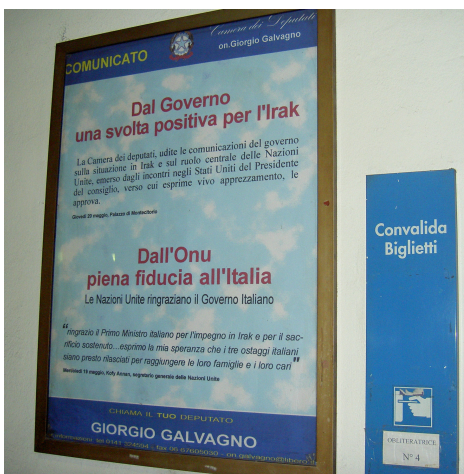 Camera dei Deputati
on.Giorgio Galvagno
COMUNICATO
Dal Governo
una svolta positiva per l'Irak
La Camera dei deputati, udite le comunicazioni del governo
sulla situazione in Irak e sul ruolo centrale delle Nazioni
Unite, emerso dagli incontri negli Stati Uniti del Presidente
del consiglio, verso cui esprime vivo apprezzamento, le
approva.
Giovedì 20 maggio, Palazzo di Montecitorio
Dall'Onu
piena fiducia all'Italia
Le Nazioni Unite ringraziano il Governo Italiano
"ringrazio il Primo Ministro italiano per l'impegno in Irak e per il sac-
rificio sostenuto...esprimo la mia speranza che i tre ostaggi italiani
siano presto rilasciati per raggiungere le loro famiglie e i loro cari"
Mercoledì 19 maggio, Kofy Annan, segretario generale delle Nazioni Unite
CHIAMA IL TUO DEPUTATO
GIORGIO GALVAGNO
Convalida
Biglietti
OBLITERATRICE
N° 4